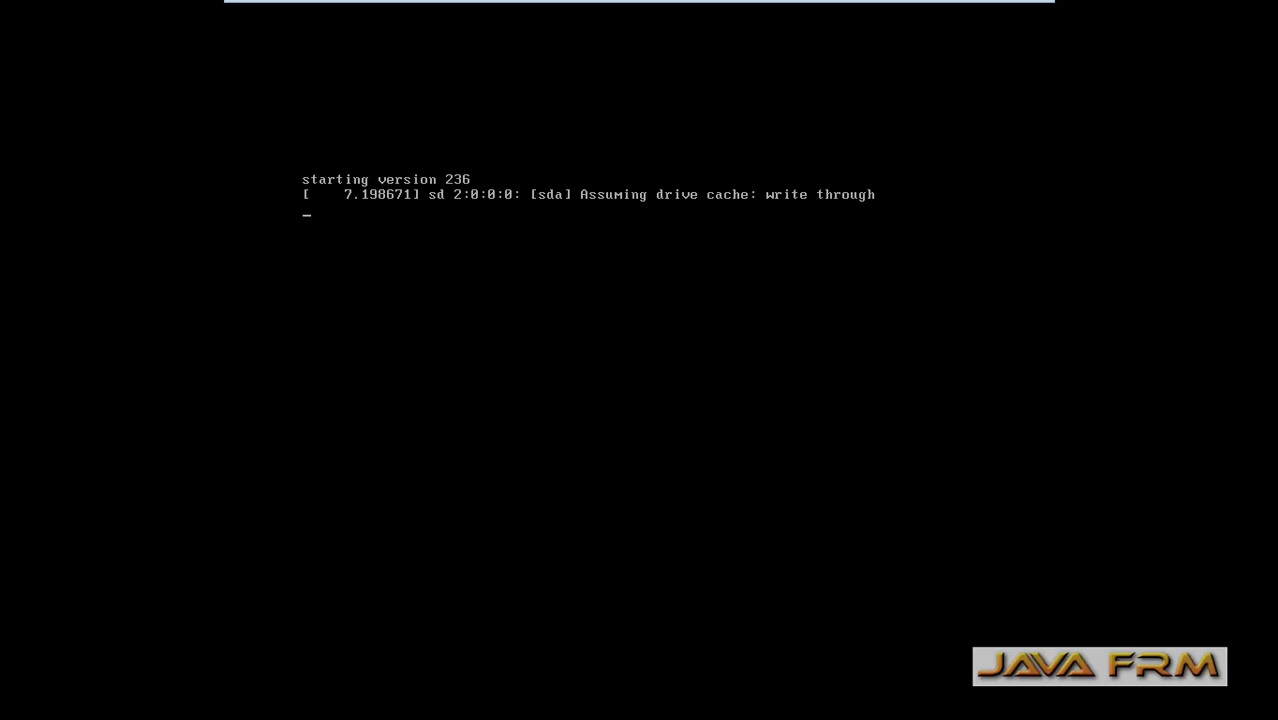 starting version 236
[    7.198671] sd 2:0:0:0: [sda] Assuming drive cache: write through
JAVA FRM